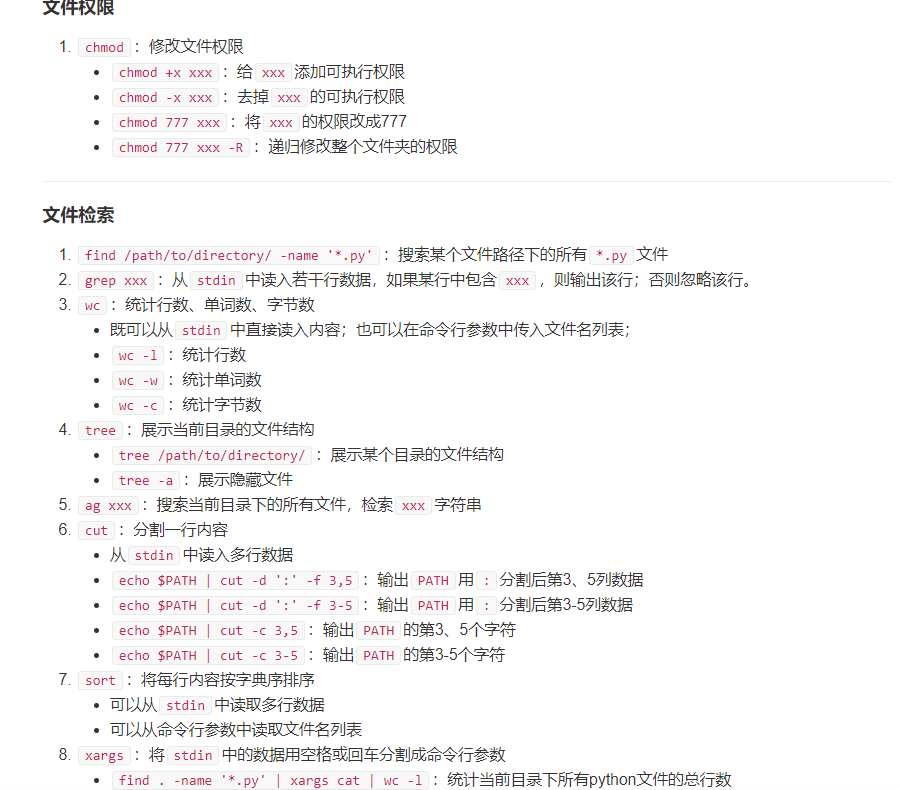 文件权限
1. chmod ：修改文件权限
• chmod +x xxx ：给 xxx 添加可执行权限
• chmod -x xxx ：去掉 xxx 的可执行权限
• chmod 777 xxx ：将 xxx 的权限改成777
• chmod 777 xxx -R ：递归修改整个文件夹的权限
文件检索
1. find /path/to/directory/ -name '*.py' ：搜索某个文件路径下的所有 *.py 文件
2. grep xxx ：从 stdin 中读入若干行数据，如果某行中包含 xxx ，则输出该行；否则忽略该行。
3. wc ：统计行数、单词数、字节数
• 既可以从 stdin 中直接读入内容；也可以在命令行参数中传入文件名列表；
• wc -l ：统计行数
• wc -w ：统计单词数
• wc -c ：统计字节数
4. tree ：展示当前目录的文件结构
• tree /path/to/directory/ ：展示某个目录的文件结构
• tree -a ：展示隐藏文件
5. ag xxx ：搜索当前目录下的所有文件，检索 xxx 字符串
6. cut ：分割一行内容
• 从 stdin 中读入多行数据
• echo $PATH | cut -d ':' -f 3,5 ：输出 PATH 用 : 分割后第3、5列数据
• echo $PATH | cut -d ':' -f 3-5 ：输出 PATH 用 : 分割后第3-5列数据
• echo $PATH | cut -c 3,5 ：输出 PATH 的第3、5个字符
• echo $PATH | cut -c 3-5 ：输出 PATH 的第3-5个字符
7. sort ：将每行内容按字典序排序
• 可以从 stdin 中读取多行数据
• 可以从命令行参数中读取文件名列表
8. xargs ：将 stdin 中的数据用空格或回车分割成命令行参数
• find . -name '*.py' | xargs cat | wc -l ：统计当前目录下所有python文件的总行数